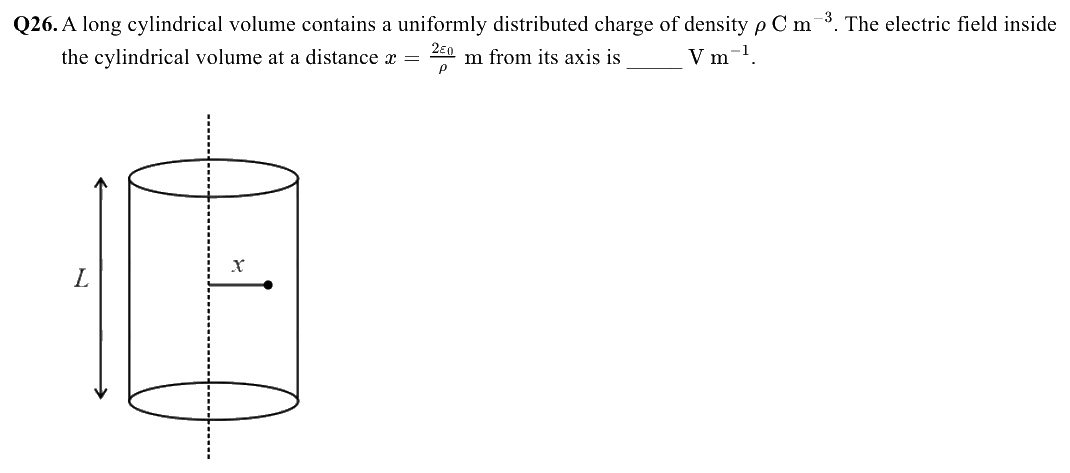 Q26. A long cylindrical volume contains a uniformly distributed charge of density ρ C m⁻³. The electric field inside
the cylindrical volume at a distance x = 2ε₀/ρ m from its axis is _____ V m⁻¹.
x
L